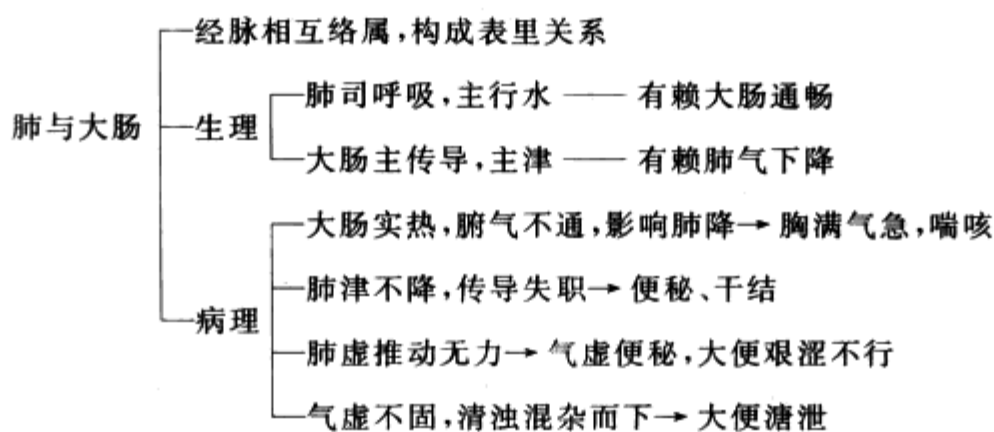 经脉相互络属,构成表里关系
肺司呼吸,主行水 —— 有赖大肠通畅
肺与大肠
生理
大肠主传导,主津 —— 有赖肺气下降
大肠实热,腑气不通,影响肺降→ 胸满气急,喘咳
肺津不降,传导失职→ 便秘、干结
病理
肺虚推动无力→ 气虚便秘,大便艰涩不行
气虚不固,清浊混杂而下→ 大便溏泄